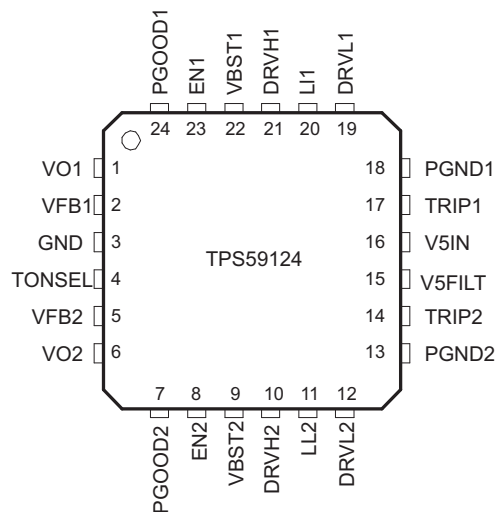 PGOOD1
EN1
VBST1
DRVH1
LI1
DRVL1
24
23
22
21
20
19
VO1 1
VFB1 2
GND 3
TONSEL 4
VFB2 5
VO2 6
TPS59124
18 PGND1
17 TRIP1
16 V5IN
15 V5FILT
14 TRIP2
13 PGND2
7
8
9
10
11
12
PGOOD2
EN2
VBST2
DRVH2
LL2
DRVL2